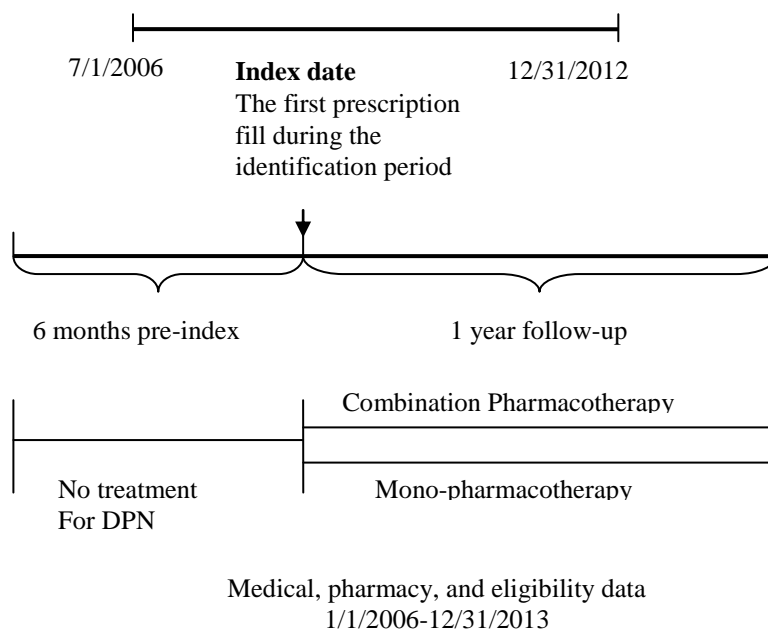 7/1/2006
Index date
12/31/2012
The first prescription
fill during the
identification period
6 months pre-index
1 year follow-up
Combination Pharmacotherapy
No treatment
For DPN
Mono-pharmacotherapy
Medical, pharmacy, and eligibility data
1/1/2006-12/31/2013